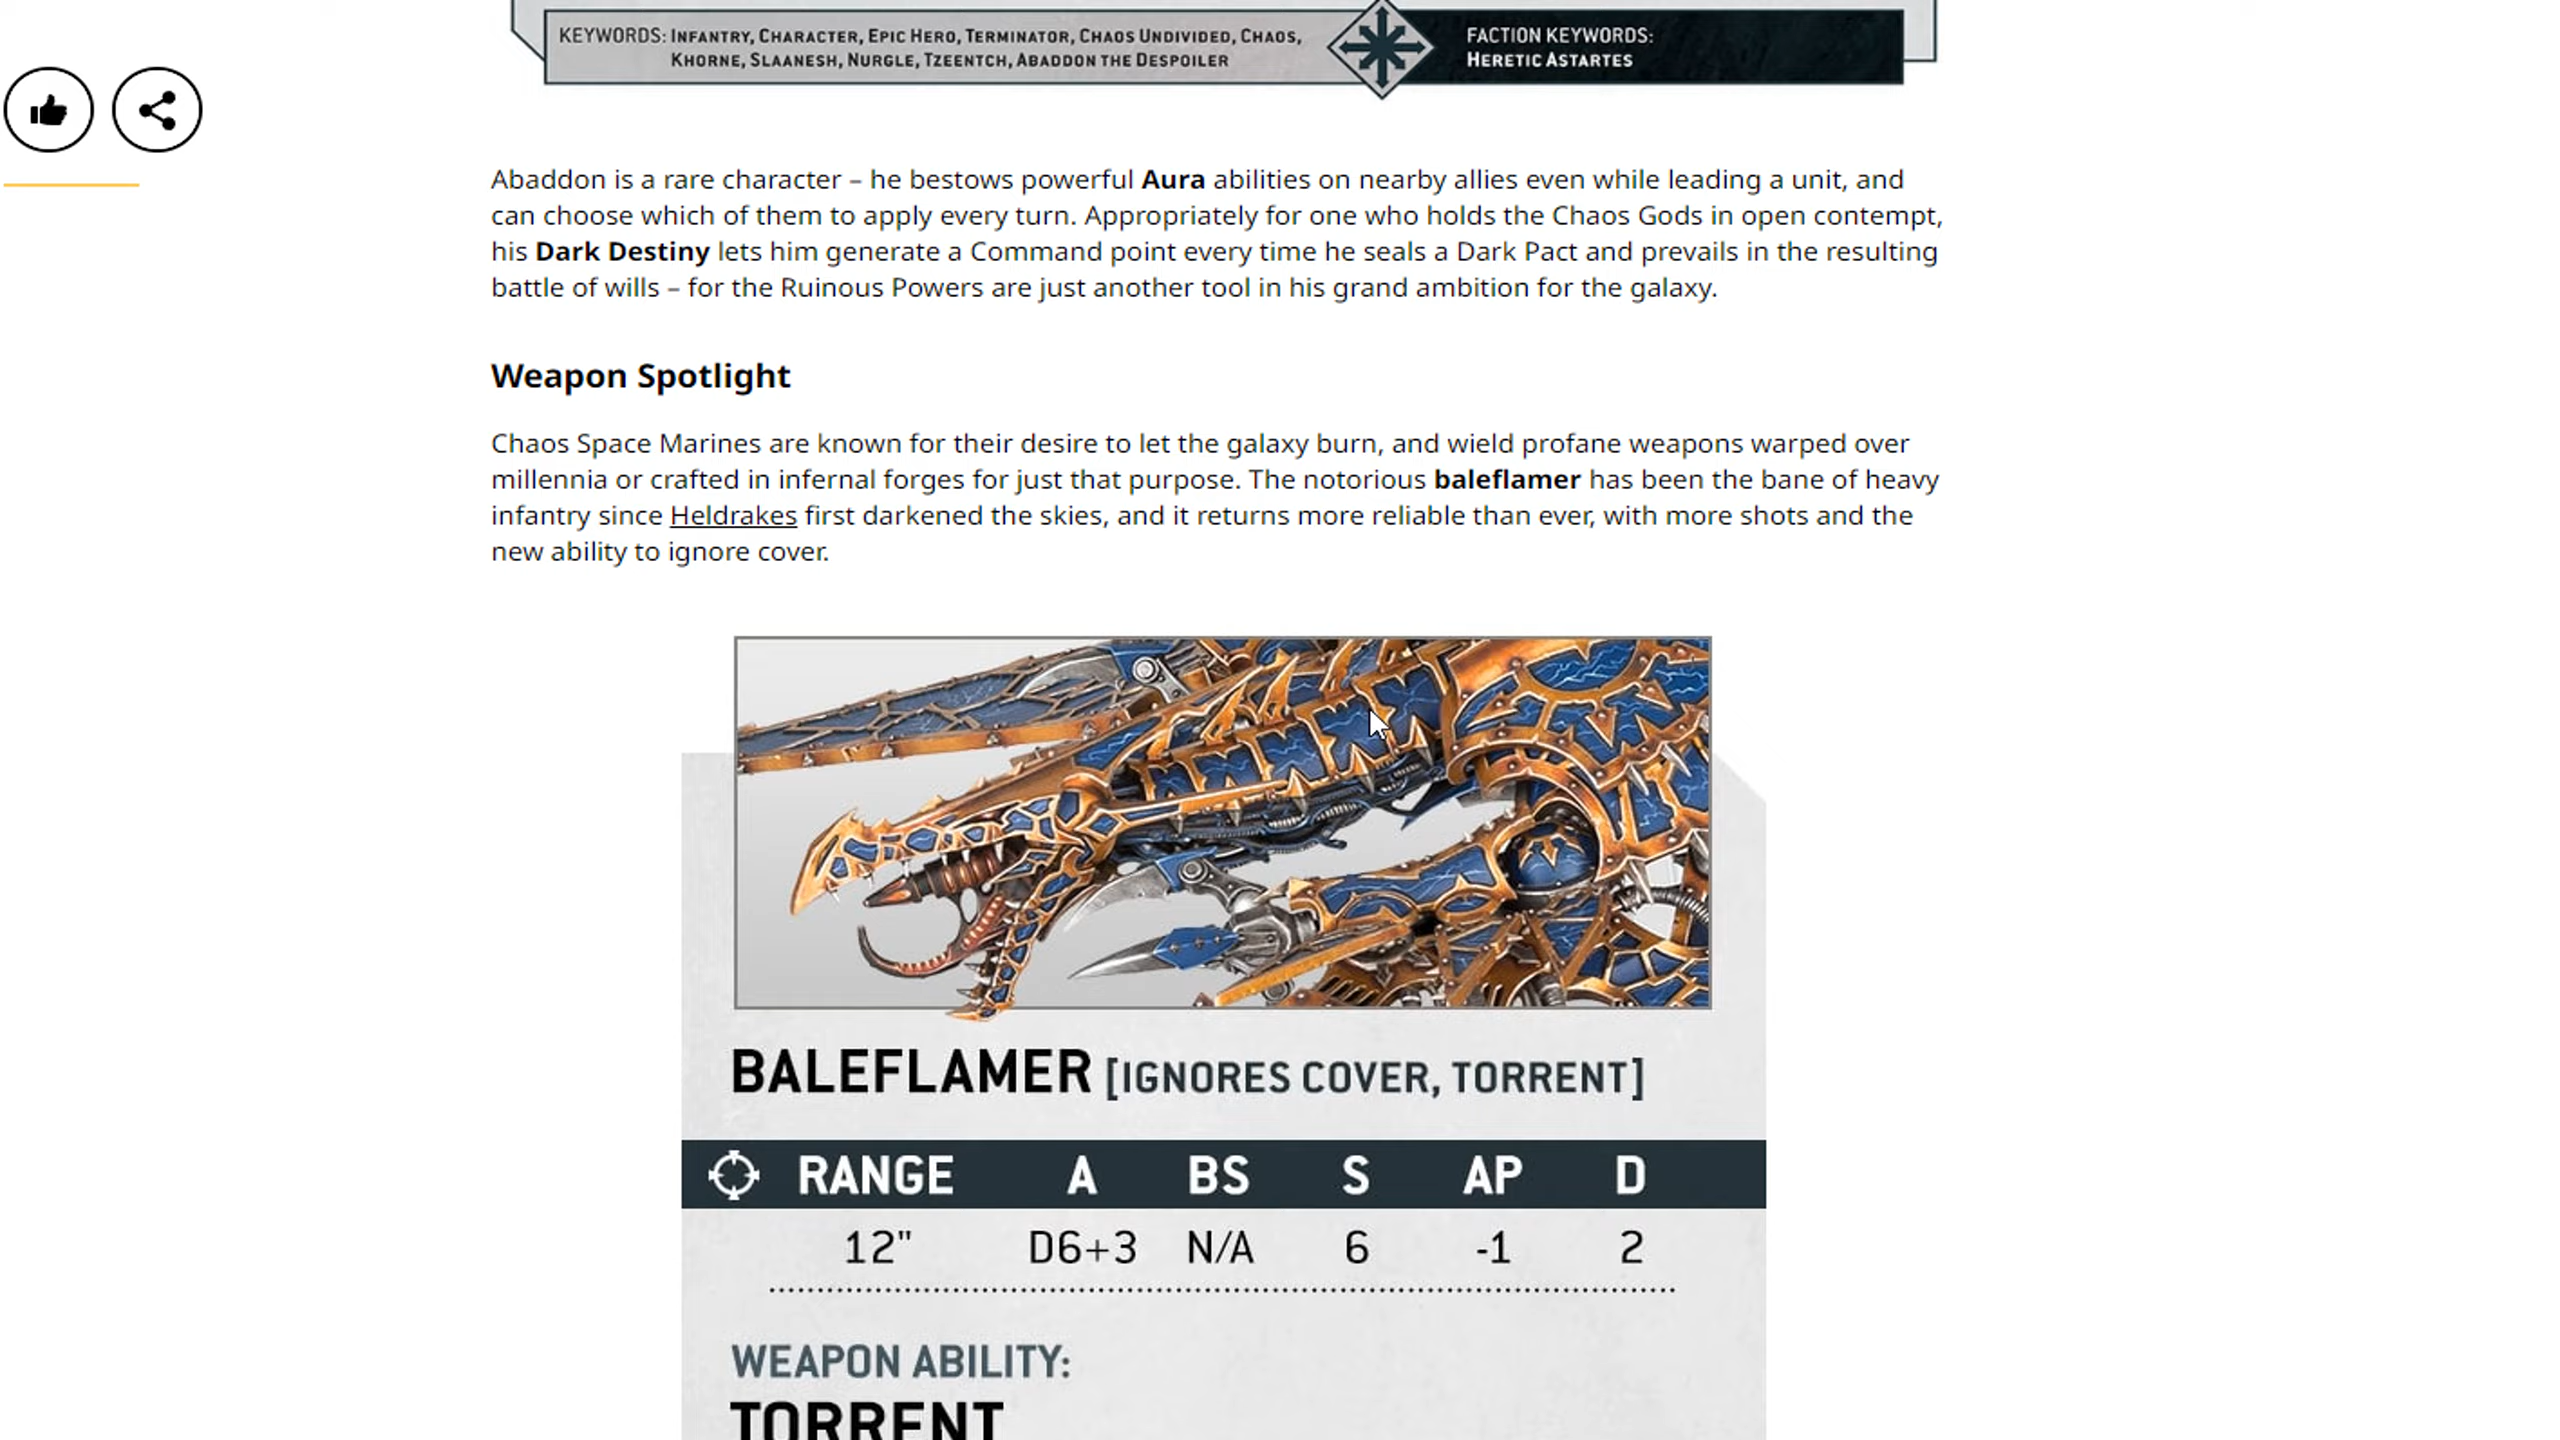 KEYWORDS: INFANTRY, CHARACTER, EPIC HERO, TERMINATOR, CHAOS UNDIVIDED, CHAOS,
KHORNE, SLAANESH, NURGLE, TZEENTCH, ABADDON THE DESPOILER
FACTION KEYWORDS:
HERETIC ASTARTES
Abaddon is a rare character – he bestows powerful Aura abilities on nearby allies even while leading a unit, and
can choose which of them to apply every turn. Appropriately for one who holds the Chaos Gods in open contempt,
his Dark Destiny lets him generate a Command point every time he seals a Dark Pact and prevails in the resulting
battle of wills – for the Ruinous Powers are just another tool in his grand ambition for the galaxy.
Weapon Spotlight
Chaos Space Marines are known for their desire to let the galaxy burn, and wield profane weapons warped over
millennia or crafted in infernal forges for just that purpose. The notorious baleflamer has been the bane of heavy
infantry since Heldrakes first darkened the skies, and it returns more reliable than ever, with more shots and the
new ability to ignore cover.
BALEFLAMER [IGNORES COVER, TORRENT]
RANGE A BS S AP D
12" D6+3 N/A 6 -1 2
WEAPON ABILITY:
TORRENT